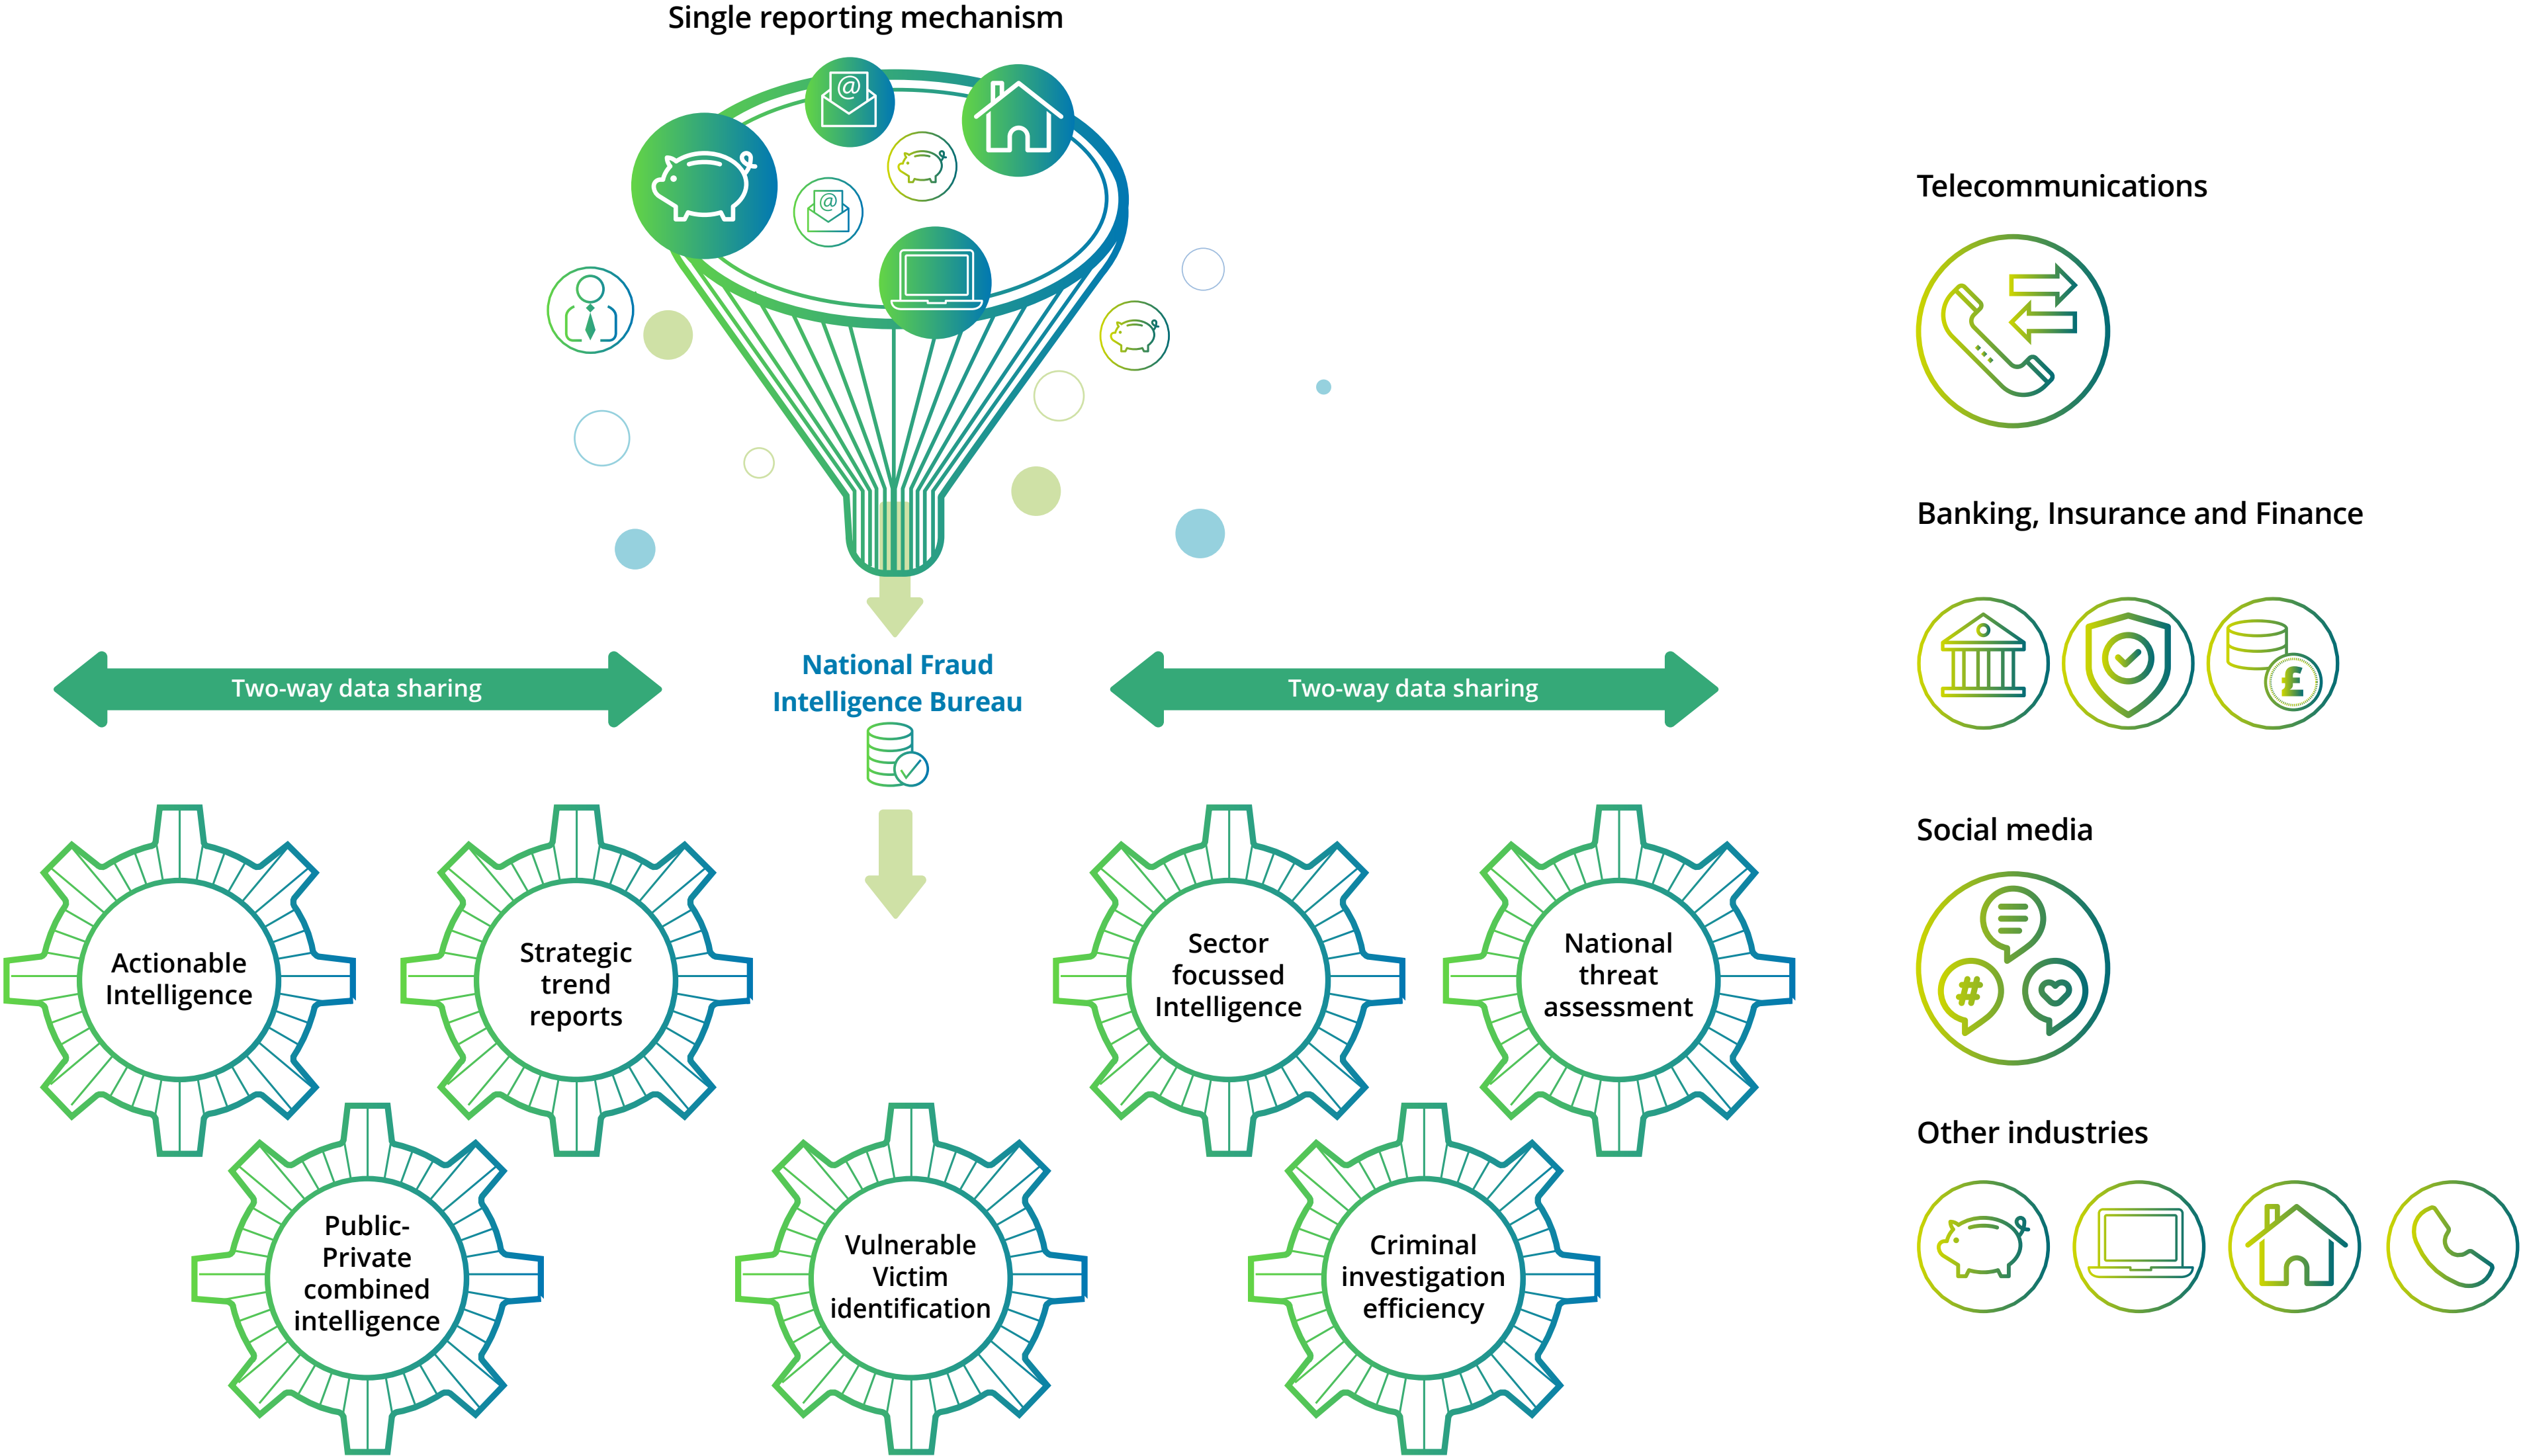 Single reporting mechanism
@
@
National Fraud
Intelligence Bureau
Two-way data sharing
Two-way data sharing
Actionable
Intelligence
Strategic
trend
reports
Sector
focussed
Intelligence
National
threat
assessment
Public-
Private
combined
intelligence
Vulnerable
Victim
identification
Criminal
investigation
efficiency
Telecommunications
Banking, Insurance and Finance
£
Social media
#
Other industries